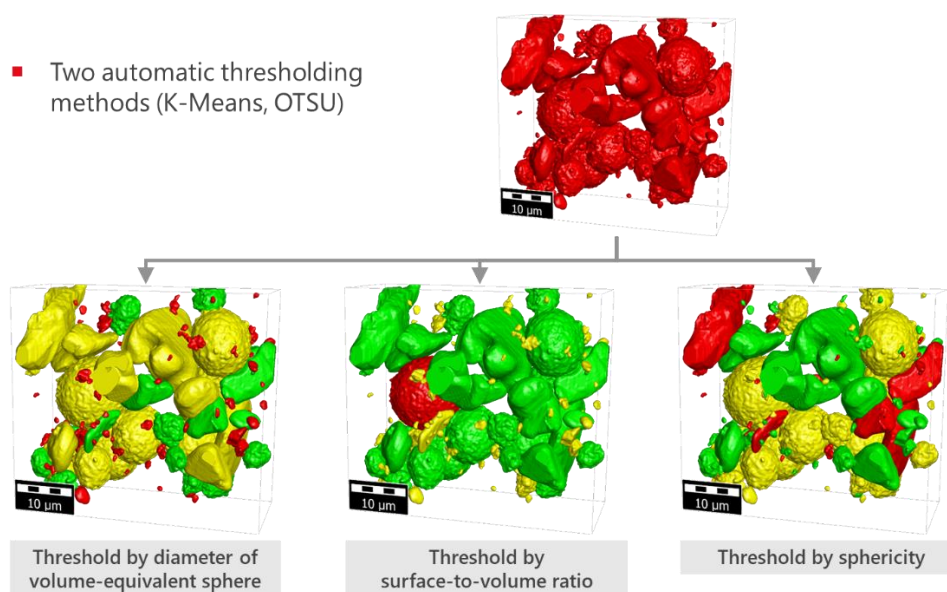 Two automatic thresholding
methods (K-Means, OTSU)
10 µm
10 µm
10 µm
10 µm
Threshold by diameter of
volume-equivalent sphere
Threshold by
surface-to-volume ratio
Threshold by sphericity